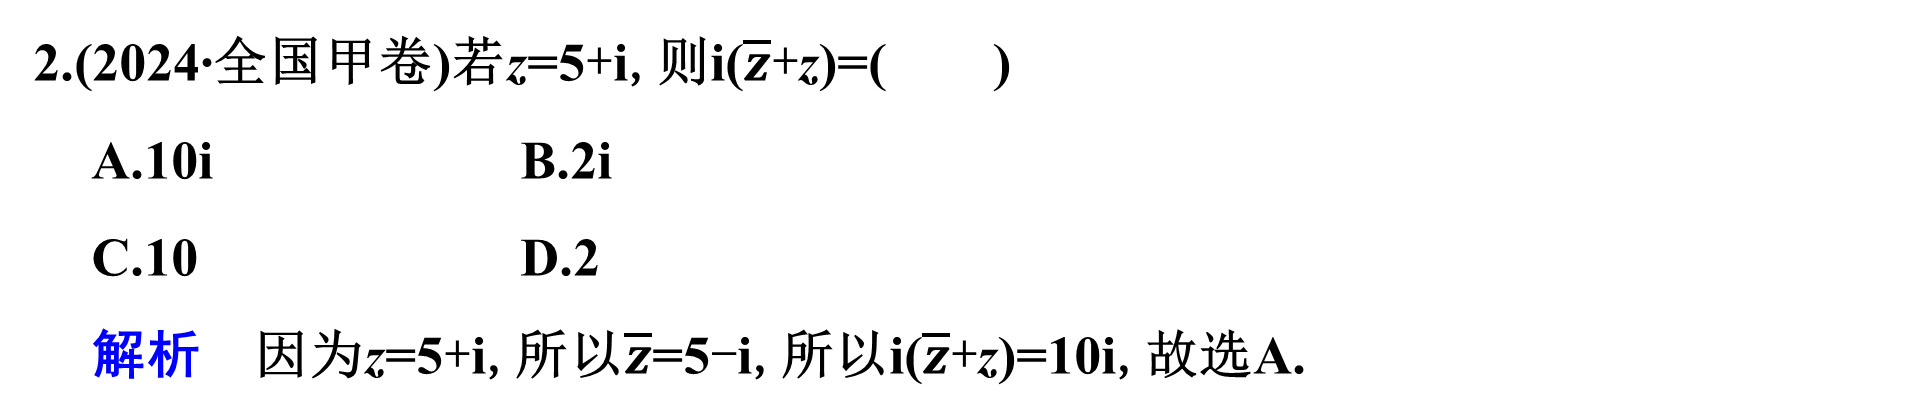 2.(2024·全国甲卷)若z=5+i, 则i(z̅+z)=(　　)
A.10i　　B.2i
C.10　　D.2
解析　因为z=5+i, 所以z̅=5−i, 所以i(z̅+z)=10i, 故选A.